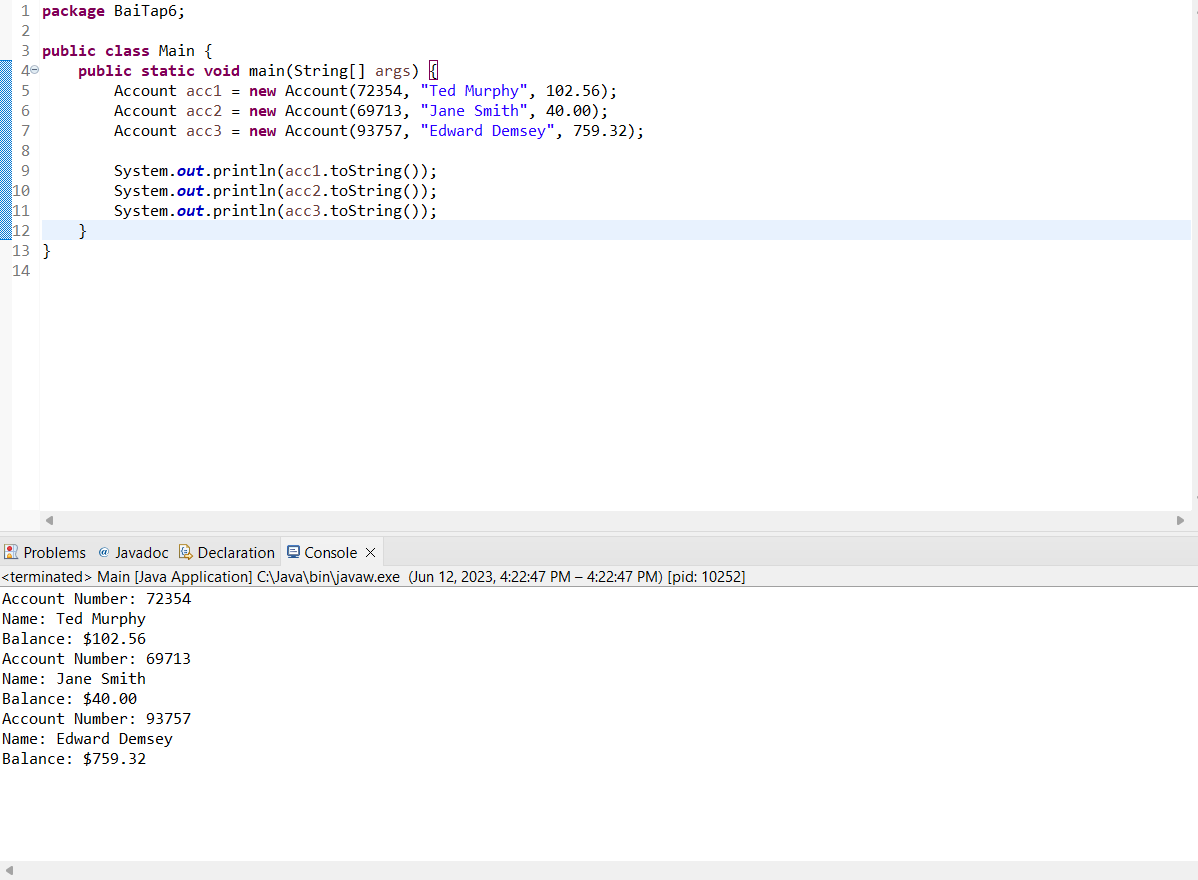 1 package BaiTap6;
2
3 public class Main {
4 public static void main(String[] args) {
5 Account acc1 = new Account(72354, "Ted Murphy", 102.56);
6 Account acc2 = new Account(69713, "Jane Smith", 40.00);
7 Account acc3 = new Account(93757, "Edward Demsey", 759.32);
8
9 System.out.println(acc1.toString());
10 System.out.println(acc2.toString());
11 System.out.println(acc3.toString());
12 }
13 }
14
Problems @ Javadoc Declaration Console
<terminated> Main [Java Application] C:\Java\bin\javaw.exe (Jun 12, 2023, 4:22:47 PM – 4:22:47 PM) [pid: 10252]
Account Number: 72354
Name: Ted Murphy
Balance: $102.56
Account Number: 69713
Name: Jane Smith
Balance: $40.00
Account Number: 93757
Name: Edward Demsey
Balance: $759.32